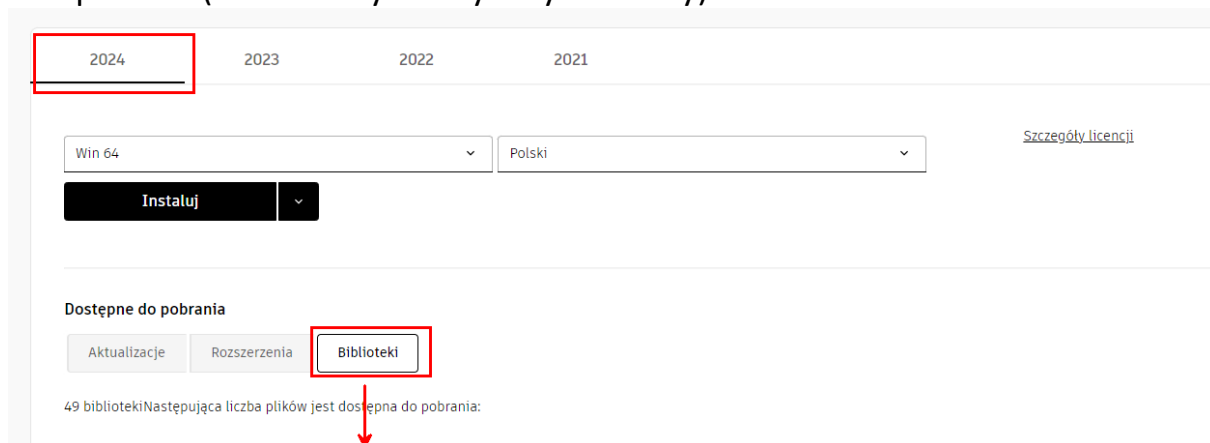 2024 2023 2022 2021
Szczegóły licencji
Win 64 Polski
Instaluj
Dostępne do pobrania
Aktualizacje Rozszerzenia Biblioteki
49 bibliotekiNastępująca liczba plików jest dostępna do pobrania: